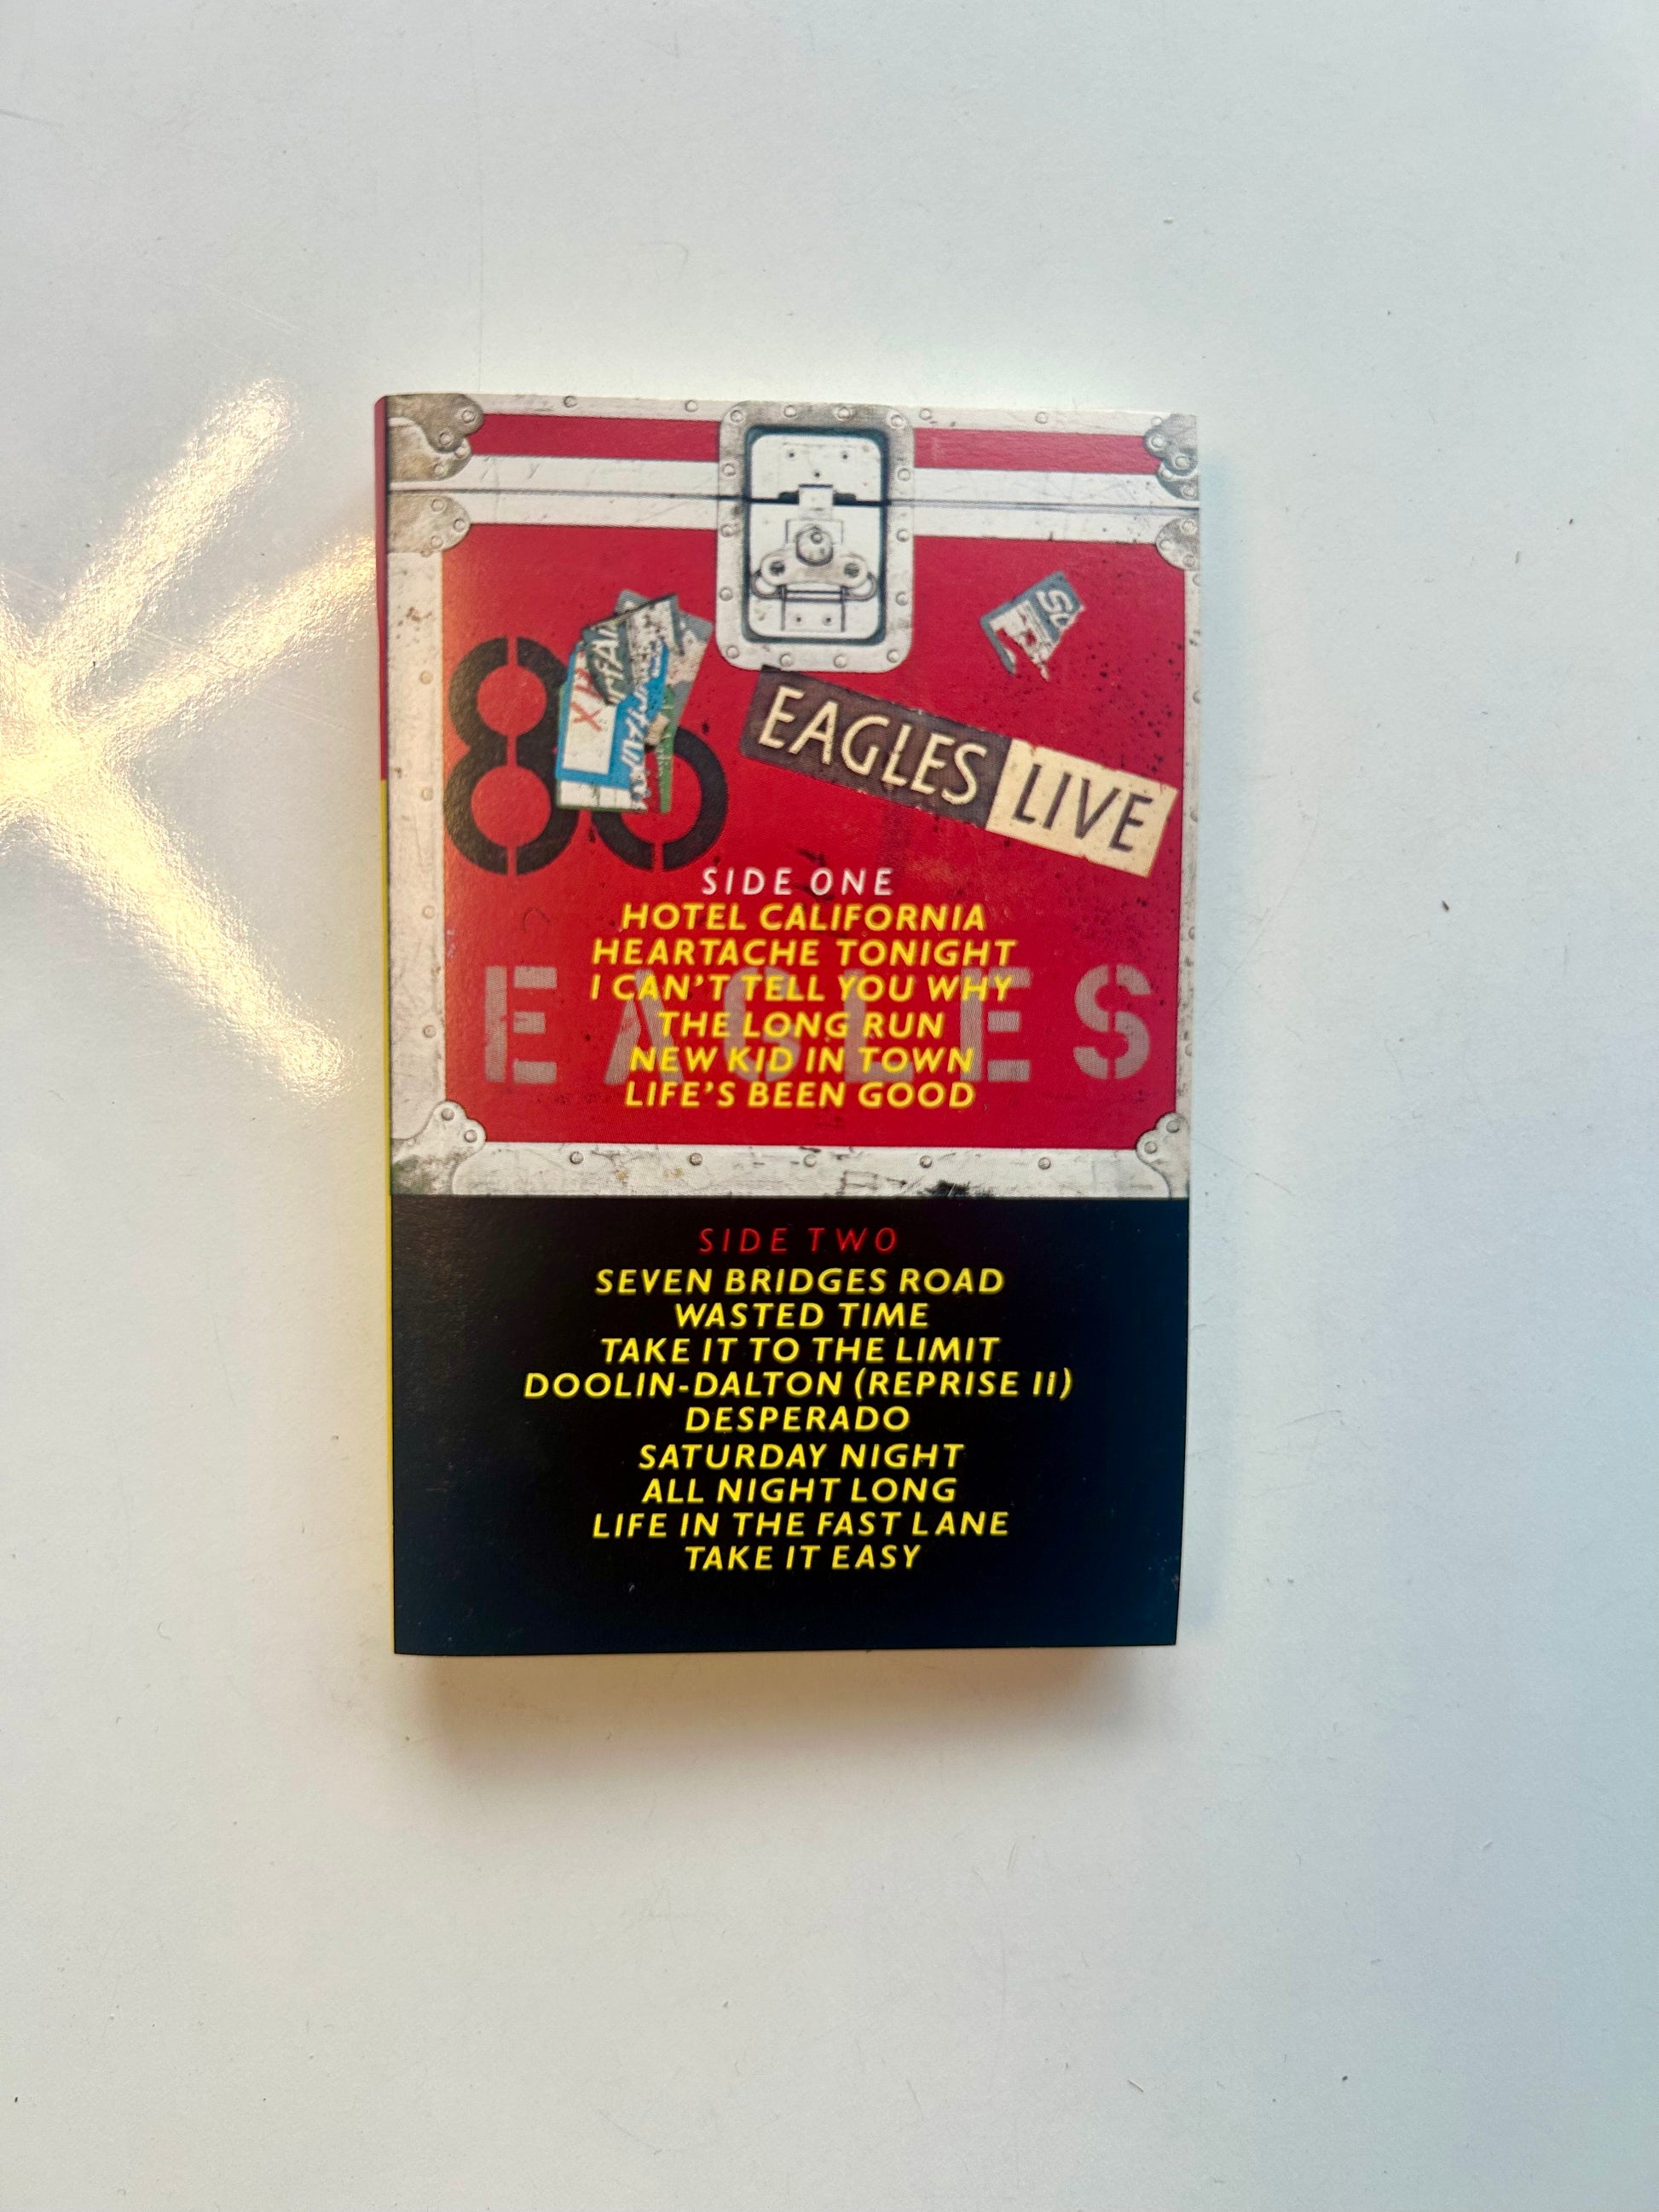 80
EAGLES LIVE
SIDE ONE
HOTEL CALIFORNIA
HEARTACHE TONIGHT
I CAN'T TELL YOU WHY
THE LONG RUN
NEW KID IN TOWN
LIFE'S BEEN GOOD
EAGLES
SIDE TWO
SEVEN BRIDGES ROAD
WASTED TIME
TAKE IT TO THE LIMIT
DOOLIN-DALTON (REPRISE II)
DESPERADO
SATURDAY NIGHT
ALL NIGHT LONG
LIFE IN THE FAST LANE
TAKE IT EASY